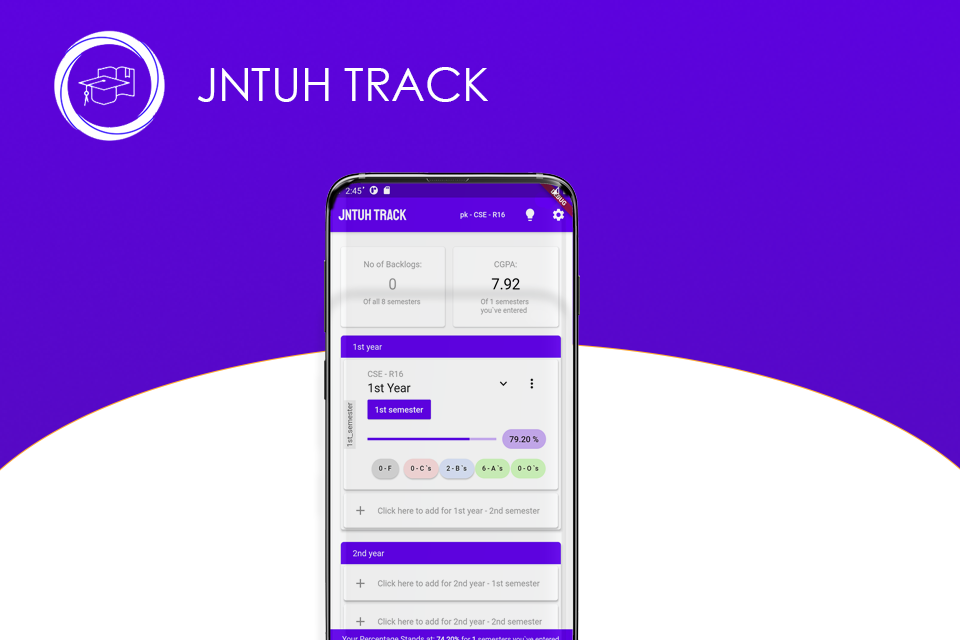 JNTUH TRACK
2:45
DEBUG
JNTUH TRACK
pk - CSE - R16
No of Backlogs:
0
Of all 8 semesters
CGPA:
7.92
Of 1 semesters
you`ve entered
1st year
CSE - R16
1st Year
1st semester
1st_semester
79.20 %
0 - F
0 - C`s
2 - B`s
6 - A`s
0 - O`s
+ Click here to add for 1st year - 2nd semester
2nd year
+ Click here to add for 2nd year - 1st semester
+ Click here to add for 2nd year - 2nd semester
Your Percentage Stands at: 74.20% for 1 semesters you`ve entered